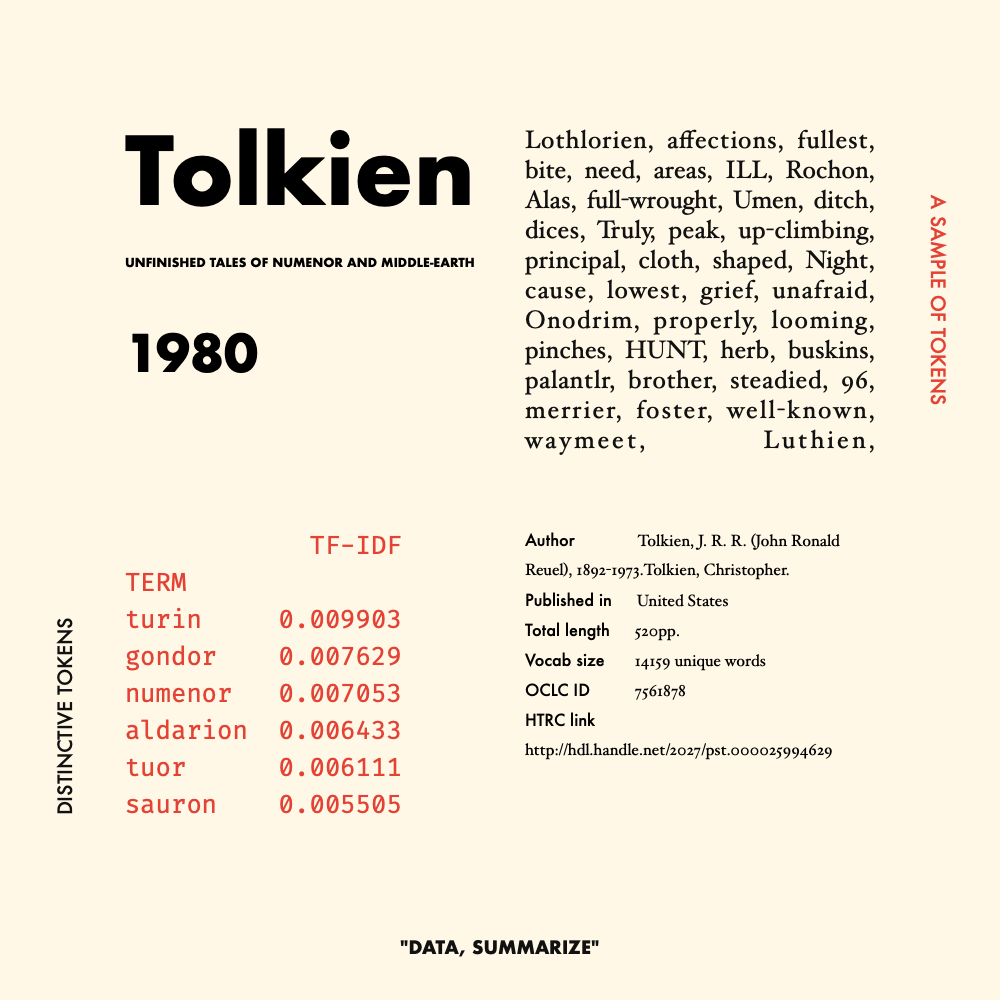 Tolkien
UNFINISHED TALES OF NUMENOR AND MIDDLE-EARTH
1980
Lothlorien, affections, fullest,
bite, need, areas, ILL, Rochon,
Alas, full-wrought, Umen, ditch,
dices, Truly, peak, up-climbing,
principal, cloth, shaped, Night,
cause, lowest, grief, unafraid,
Onodrim, properly, looming,
pinches, HUNT, herb, buskins,
palantlr, brother, steadied, 96,
merrier, foster, well-known,
waymeet, Luthien,
A SAMPLE OF TOKENS
DISTINCTIVE TOKENS
TF-IDF
TERM
turin 0.009903
gondor 0.007629
numenor 0.007053
aldarion 0.006433
tuor 0.006111
sauron 0.005505
Author Tolkien, J. R. R. (John Ronald
Reuel), 1892-1973.Tolkien, Christopher.
Published in United States
Total length 520pp.
Vocab size 14159 unique words
OCLC ID 7561878
HTRC link
http://hdl.handle.net/2027/pst.000025994629
"DATA, SUMMARIZE"